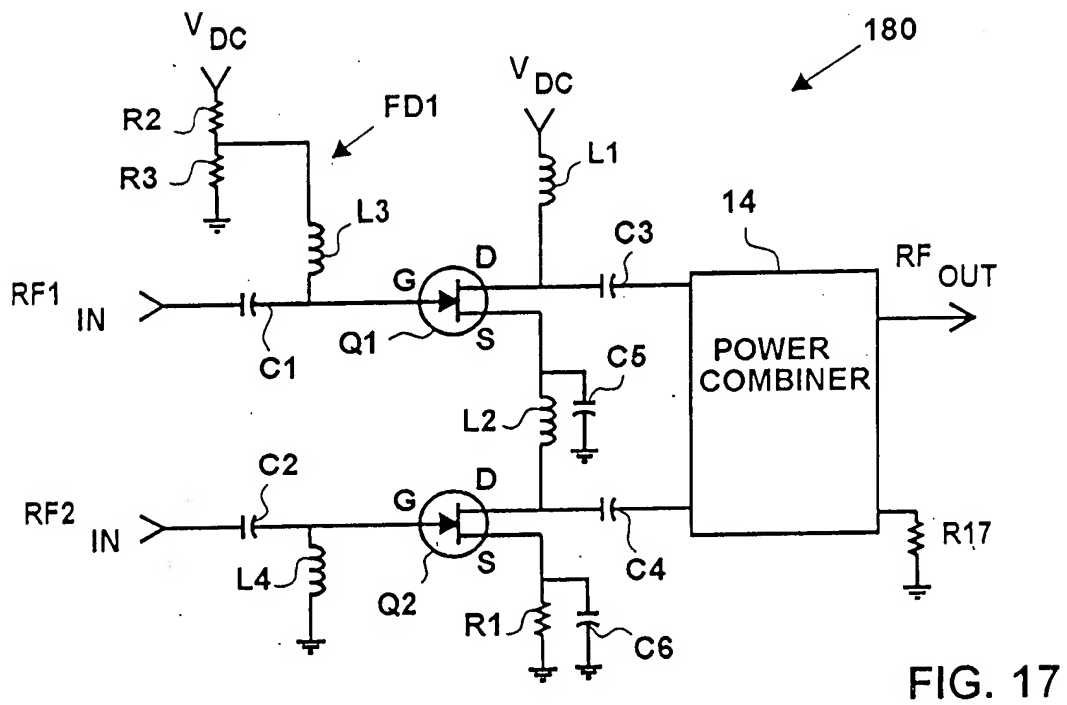 180
V DC
V DC
R2
FD1
R3
L1
L3
14
C3
RF OUT
D
G
RF1 IN
S
Q1
C1
POWER COMBINER
C5
L2
C2
D
G
RF2 IN
S
C4
R17
L4
Q2
R1
C6
FIG. 17